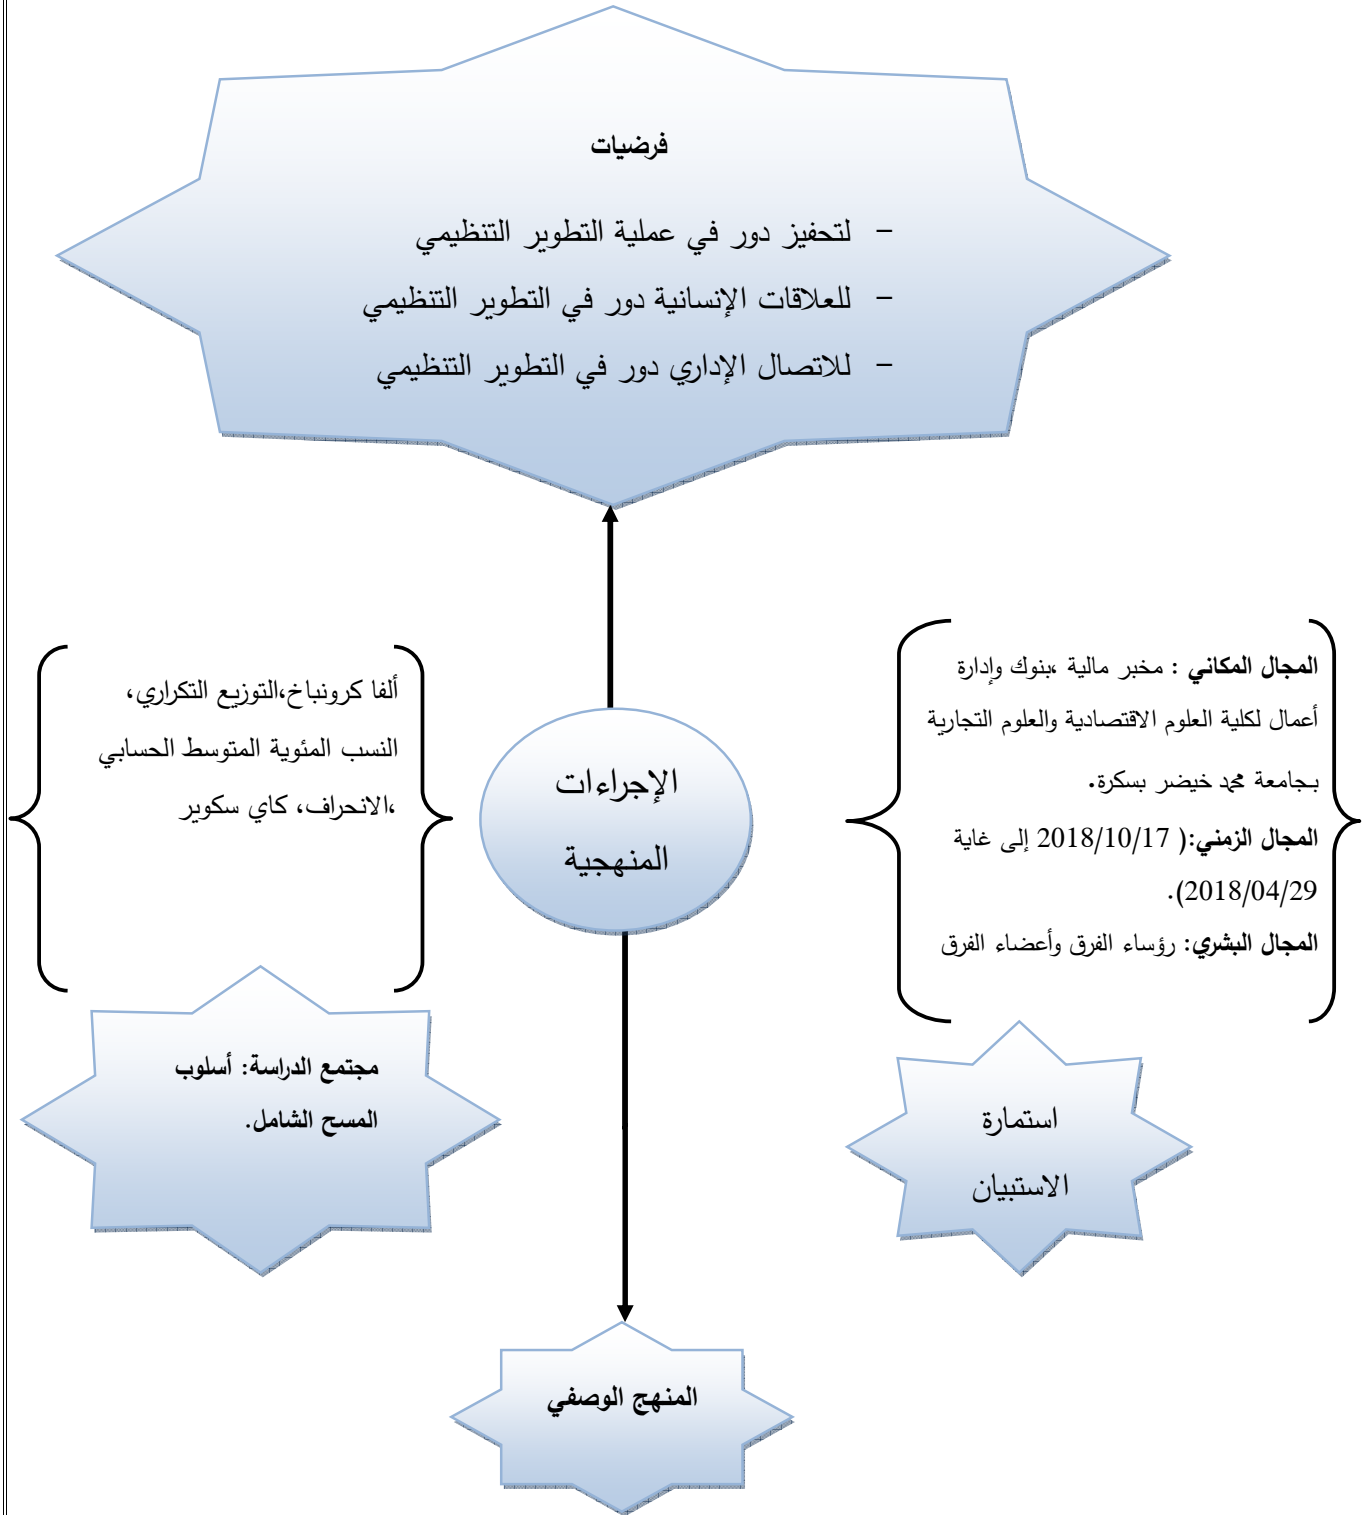 فرضيات
- لتحفيز دور في عملية التطوير التنظيمي
- للعلاقات الإنسانية دور في التطوير التنظيمي
- للاتصال الإداري دور في التطوير التنظيمي
المجال المكاني : مخبر مالية ،بنوك وإدارة
أعمال لكلية العلوم الاقتصادية والعلوم التجارية
بجامعة محمد خيضر بسكرة.
المجال الزمني:( 2018/10/17 إلى غاية
2018/04/29).
المجال البشري: رؤساء الفرق وأعضاء الفرق
الإجراءات
المنهجية
ألفا كرونباخ،التوزيع التكراري،
النسب المئوية المتوسط الحسابي
،الانحراف، كاي سكوير
استمارة
الاستبيان
مجتمع الدراسة: أسلوب
المسح الشامل.
المنهج الوصفي